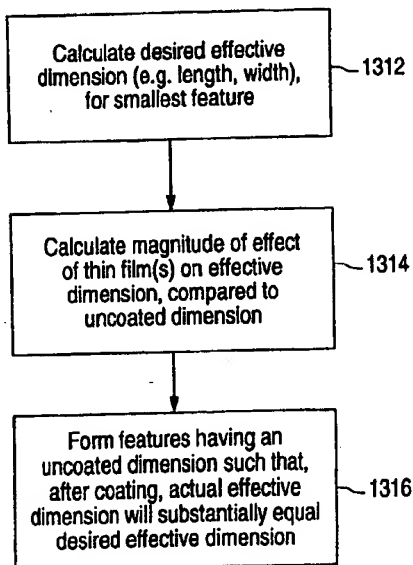 Calculate desired effective
dimension (e.g. length, width),
for smallest feature
1312
Calculate magnitude of effect
of thin film(s) on effective
dimension, compared to
uncoated dimension
1314
Form features having an
uncoated dimension such that,
after coating, actual effective
dimension will substantially equal
desired effective dimension
1316